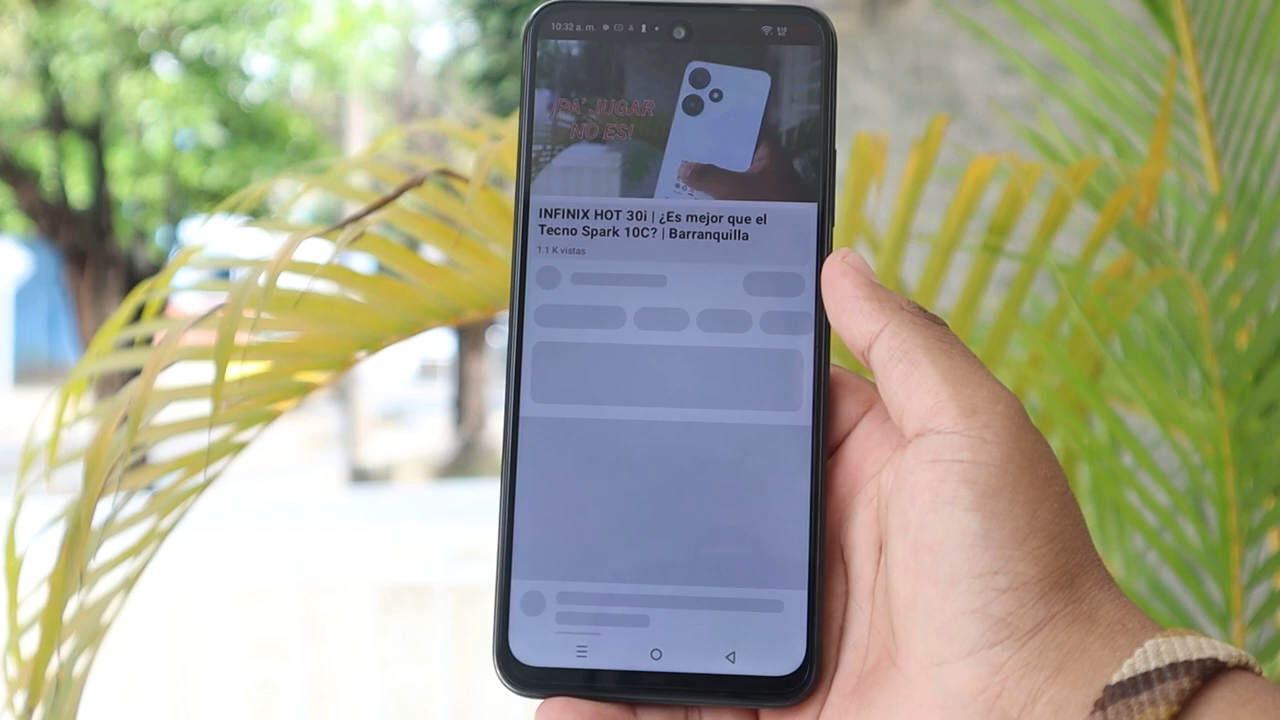 10:32 a. m.
¡PA' JUGAR
NO ES!
INFINIX HOT 30i | ¿Es mejor que el
Tecno Spark 10C? | Barranquilla
1.1 K vistas